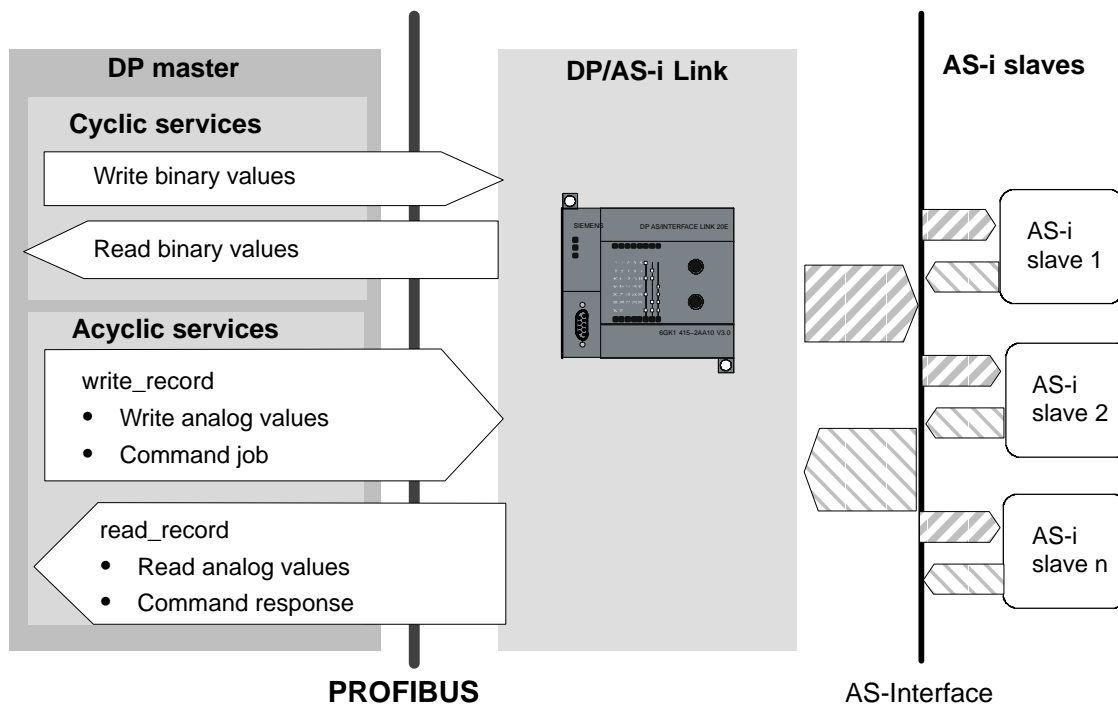 DP master
Cyclic services
Write binary values
Read binary values
Acyclic services
write_record
• Write analog values
• Command job
read_record
• Read analog values
• Command response
PROFIBUS
DP/AS-i Link
SIEMENS
DP AS/INTERFACE LINK 20E
6GK1 415–2AA10 V3.0
AS-i slaves
AS-i
slave 1
AS-i
slave 2
AS-i
slave n
AS-Interface